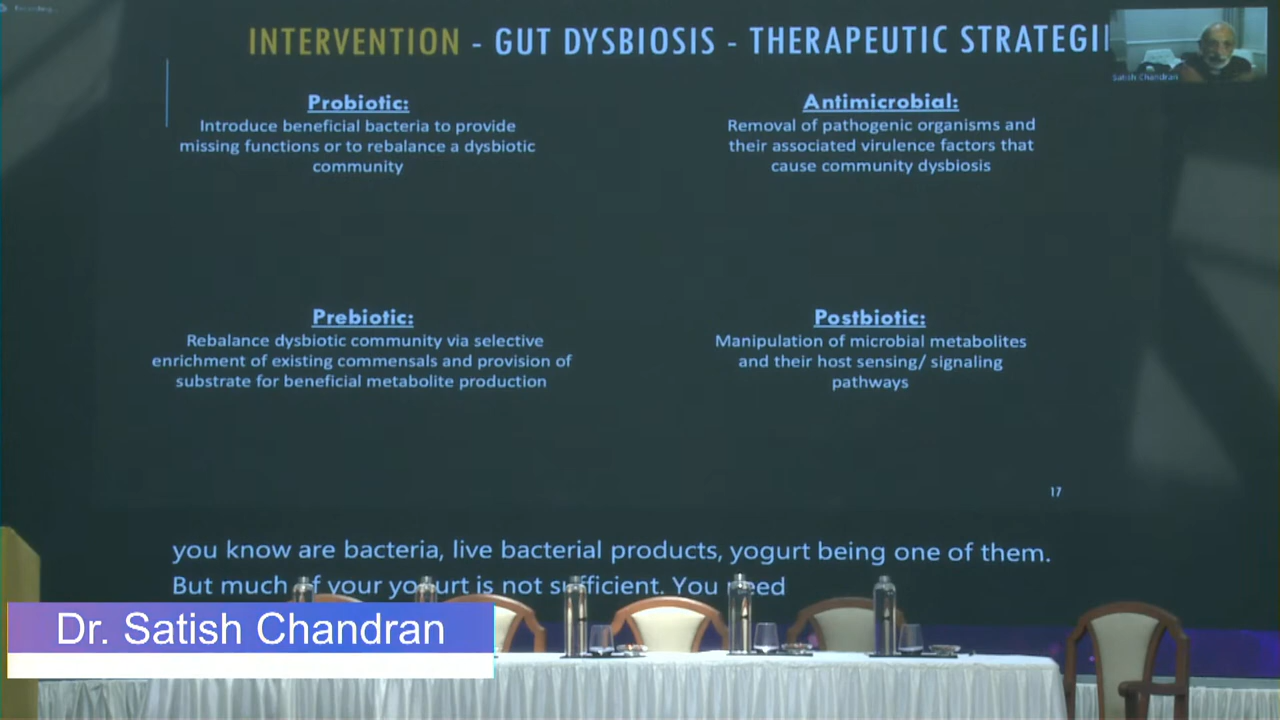 Recording...
INTERVENTION - GUT DYSBIOSIS - THERAPEUTIC
Satish Chandran
Probiotic:
Introduce beneficial bacteria to provide
missing functions or to rebalance a dysbiotic
community
Antimicrobial:
Removal of pathogenic organisms and
their associated virulence factors that
cause community dysbiosis
Prebiotic:
Rebalance dysbiotic community via selective
enrichment of existing commensals and provision of
substrate for beneficial metabolite production
Postbiotic:
Manipulation of microbial metabolites
and their host sensing/ signaling
pathways
17
you know are bacteria, live bacterial products, yogurt being one of them.
But much of your yogurt is not sufficient. You need
Dr. Satish Chandran